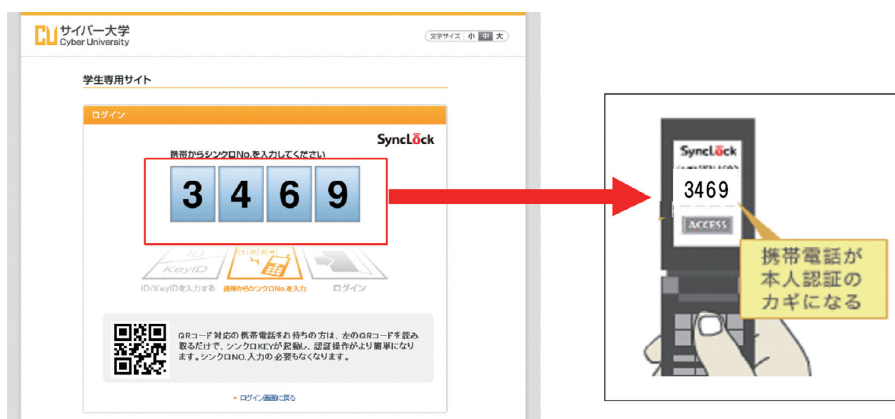 サイバー大学
Cyber University
文字サイズ 小 中 大
学生専用サイト
ログイン
SyncLock
携帯からシンクロNo.を入力してください
3 4 6 9
ID
KeyID
ID/KeyIDを入力する 携帯からシンクロNo.を入力 ログイン
QRコード対応の携帯電話をお持ちの方は、左のQRコードを読み
取るだけで、シンクロKEYが起動し、認証操作がより簡単になり
ます。シンクロNO.入力の必要もなくなります。
ログイン画面に戻る
SyncLock
3469
ACCESS
携帯電話が
本人認証の
カギになる